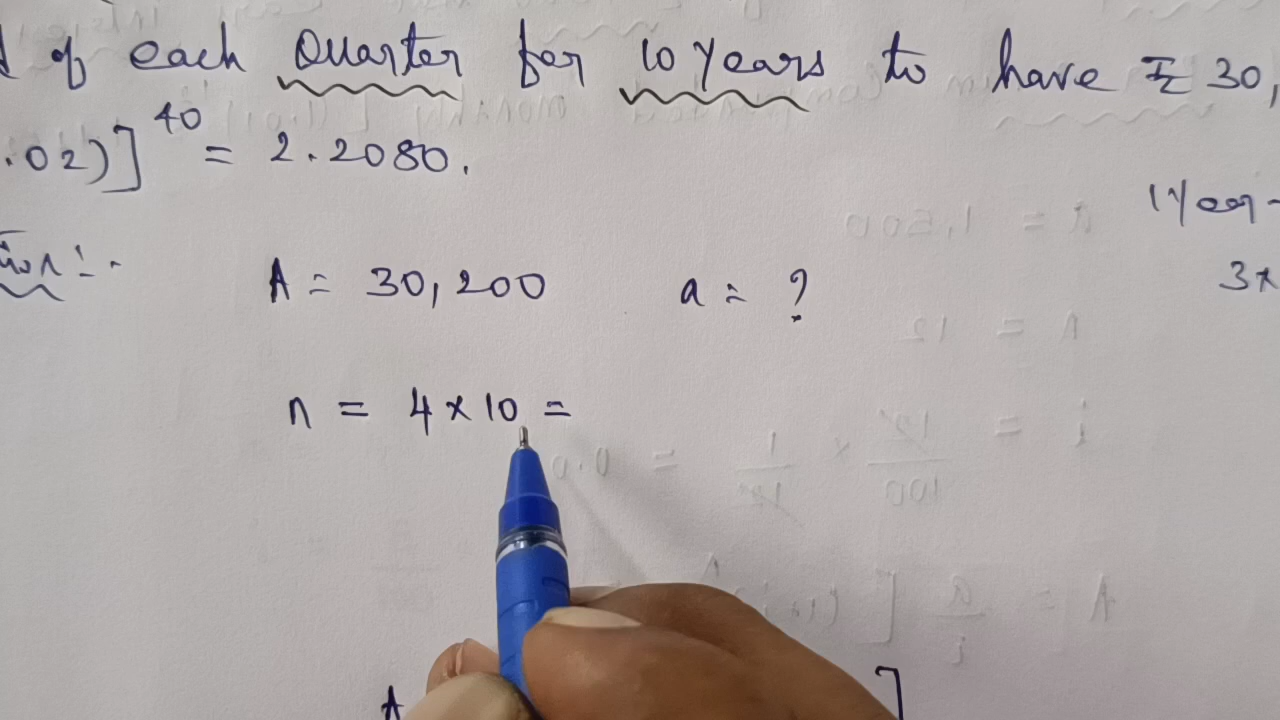 of each Quarter for 10 Years to have ₹ 30,
.02)]^40 = 2.2080.
1 Year-
A = 30,200 a = ?
3x
n = 4 x 10 =
A ]